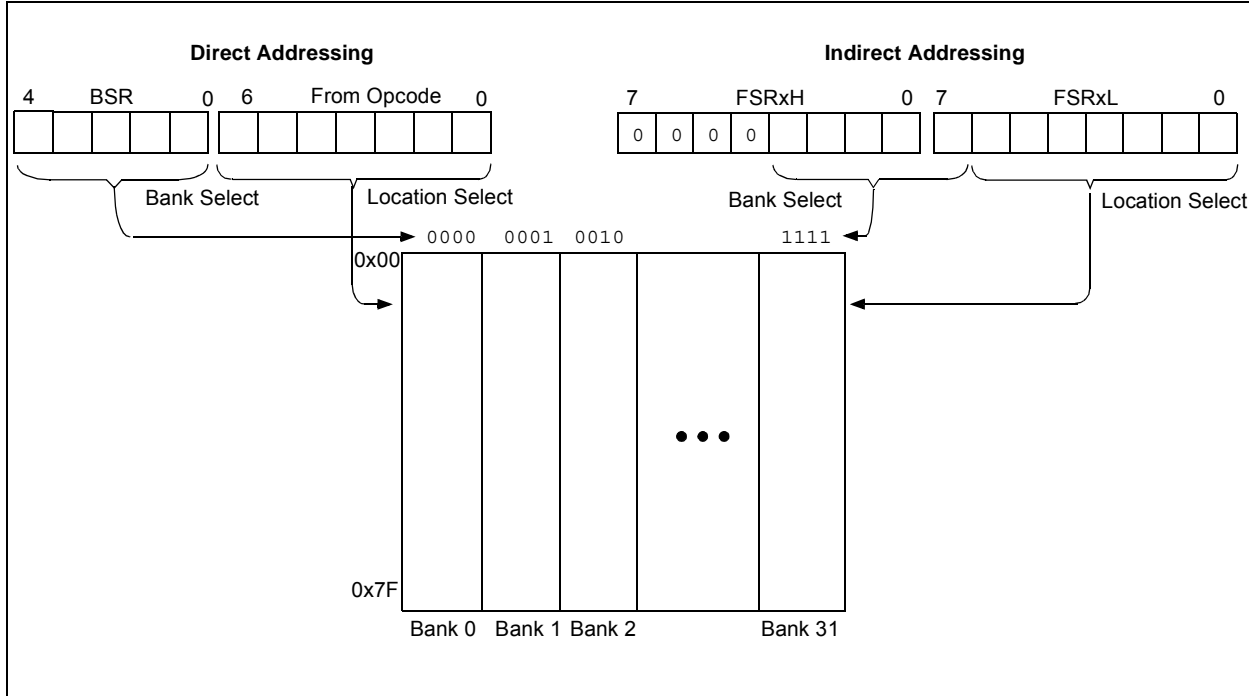 Direct Addressing
Indirect Addressing
4 BSR 0 6 From Opcode 0
7 FSRxH 0 7 FSRxL 0
0 0 0 0
Bank Select
Location Select
Bank Select
Location Select
0000 0001 0010 1111
0x00
0x7F
Bank 0 Bank 1 Bank 2 Bank 31